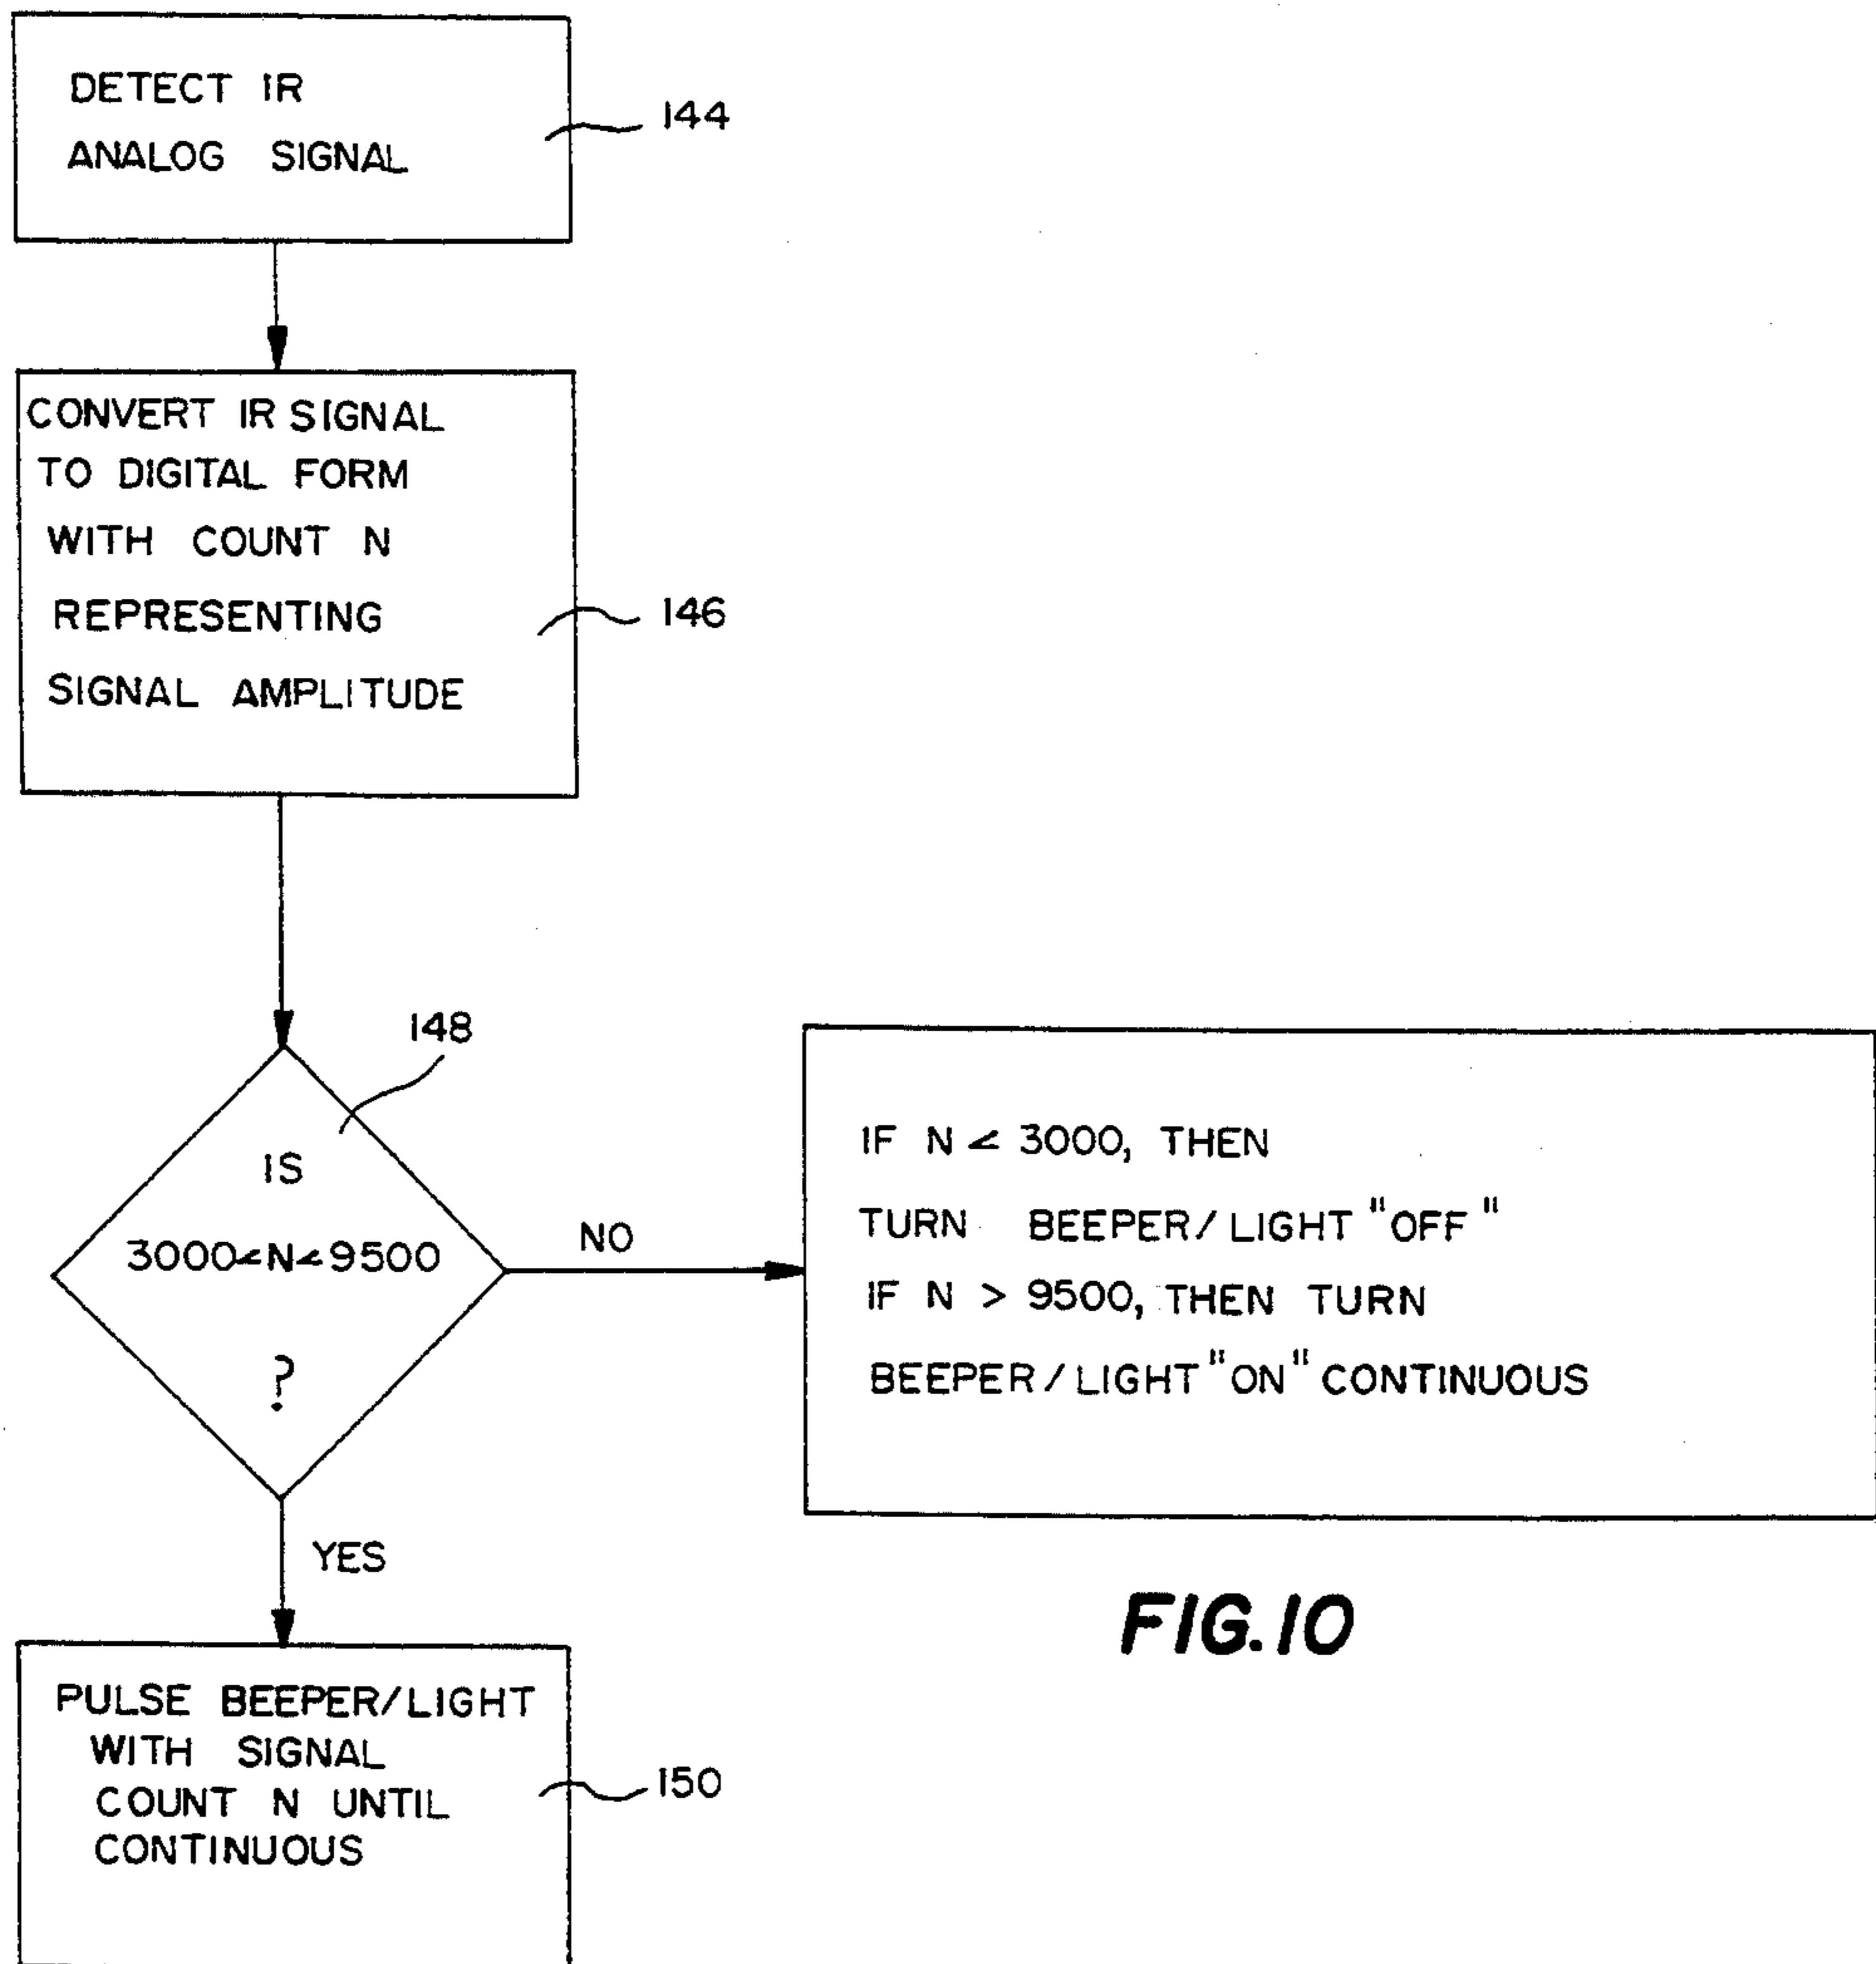 DETECT IR
ANALOG SIGNAL
144
CONVERT IR SIGNAL
TO DIGITAL FORM
WITH COUNT N
REPRESENTING
SIGNAL AMPLITUDE
146
148
IS
3000<N<9500
?
NO
IF N < 3000, THEN
TURN BEEPER/LIGHT "OFF"
IF N > 9500, THEN TURN
BEEPER/LIGHT "ON" CONTINUOUS
YES
PULSE BEEPER/LIGHT
WITH SIGNAL
COUNT N UNTIL
CONTINUOUS
150
FIG.10